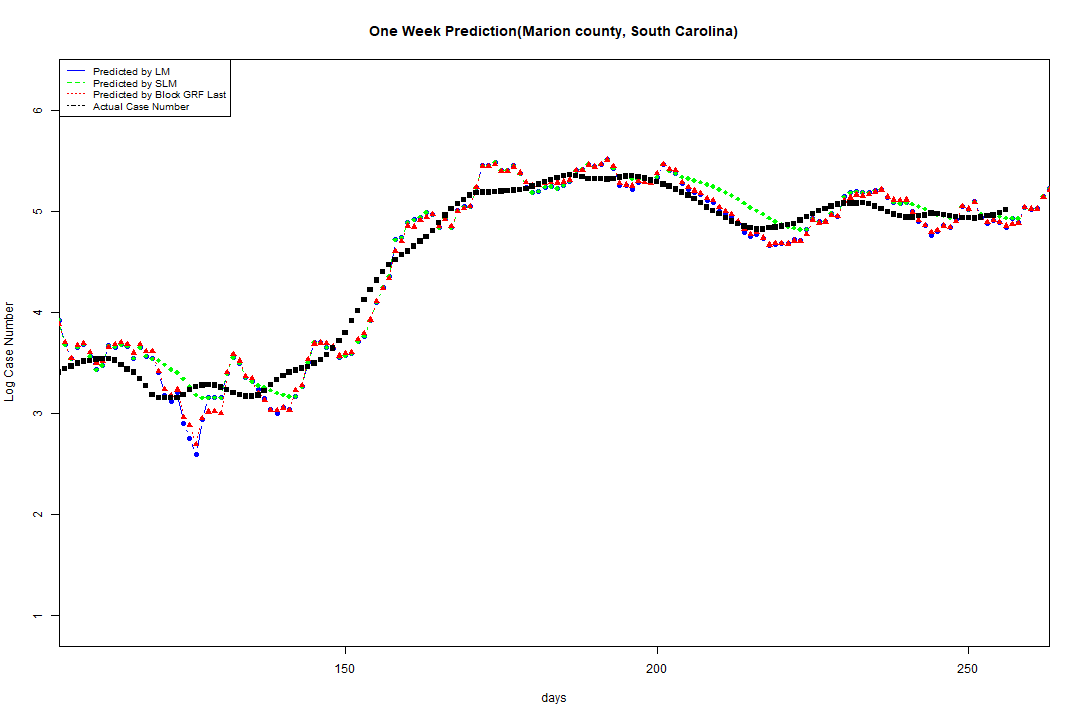 One Week Prediction(Marion county, South Carolina)
Predicted by LM
Predicted by SLM
Predicted by Block GRF Last
Actual Case Number
6
5
4
3
2
1
Log Case Number
150 200 250
days